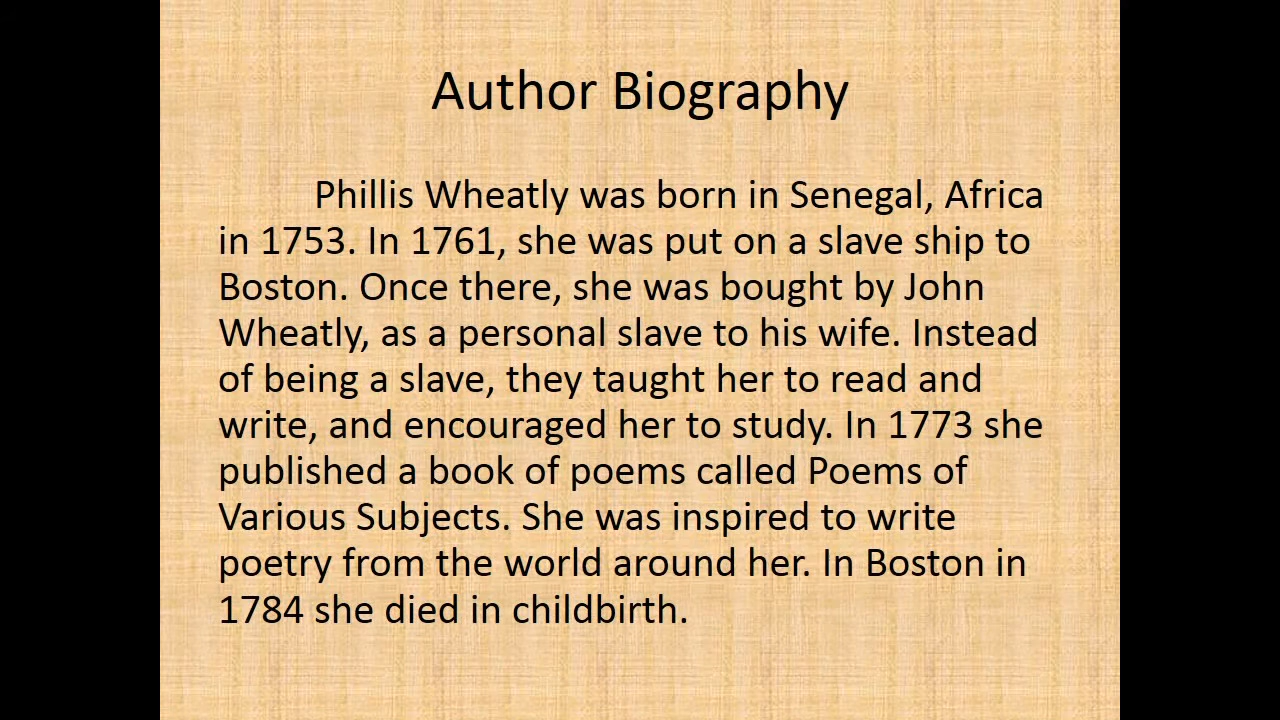 Author Biography
Phillis Wheatly was born in Senegal, Africa
in 1753. In 1761, she was put on a slave ship to
Boston. Once there, she was bought by John
Wheatly, as a personal slave to his wife. Instead
of being a slave, they taught her to read and
write, and encouraged her to study. In 1773 she
published a book of poems called Poems of
Various Subjects. She was inspired to write
poetry from the world around her. In Boston in
1784 she died in childbirth.